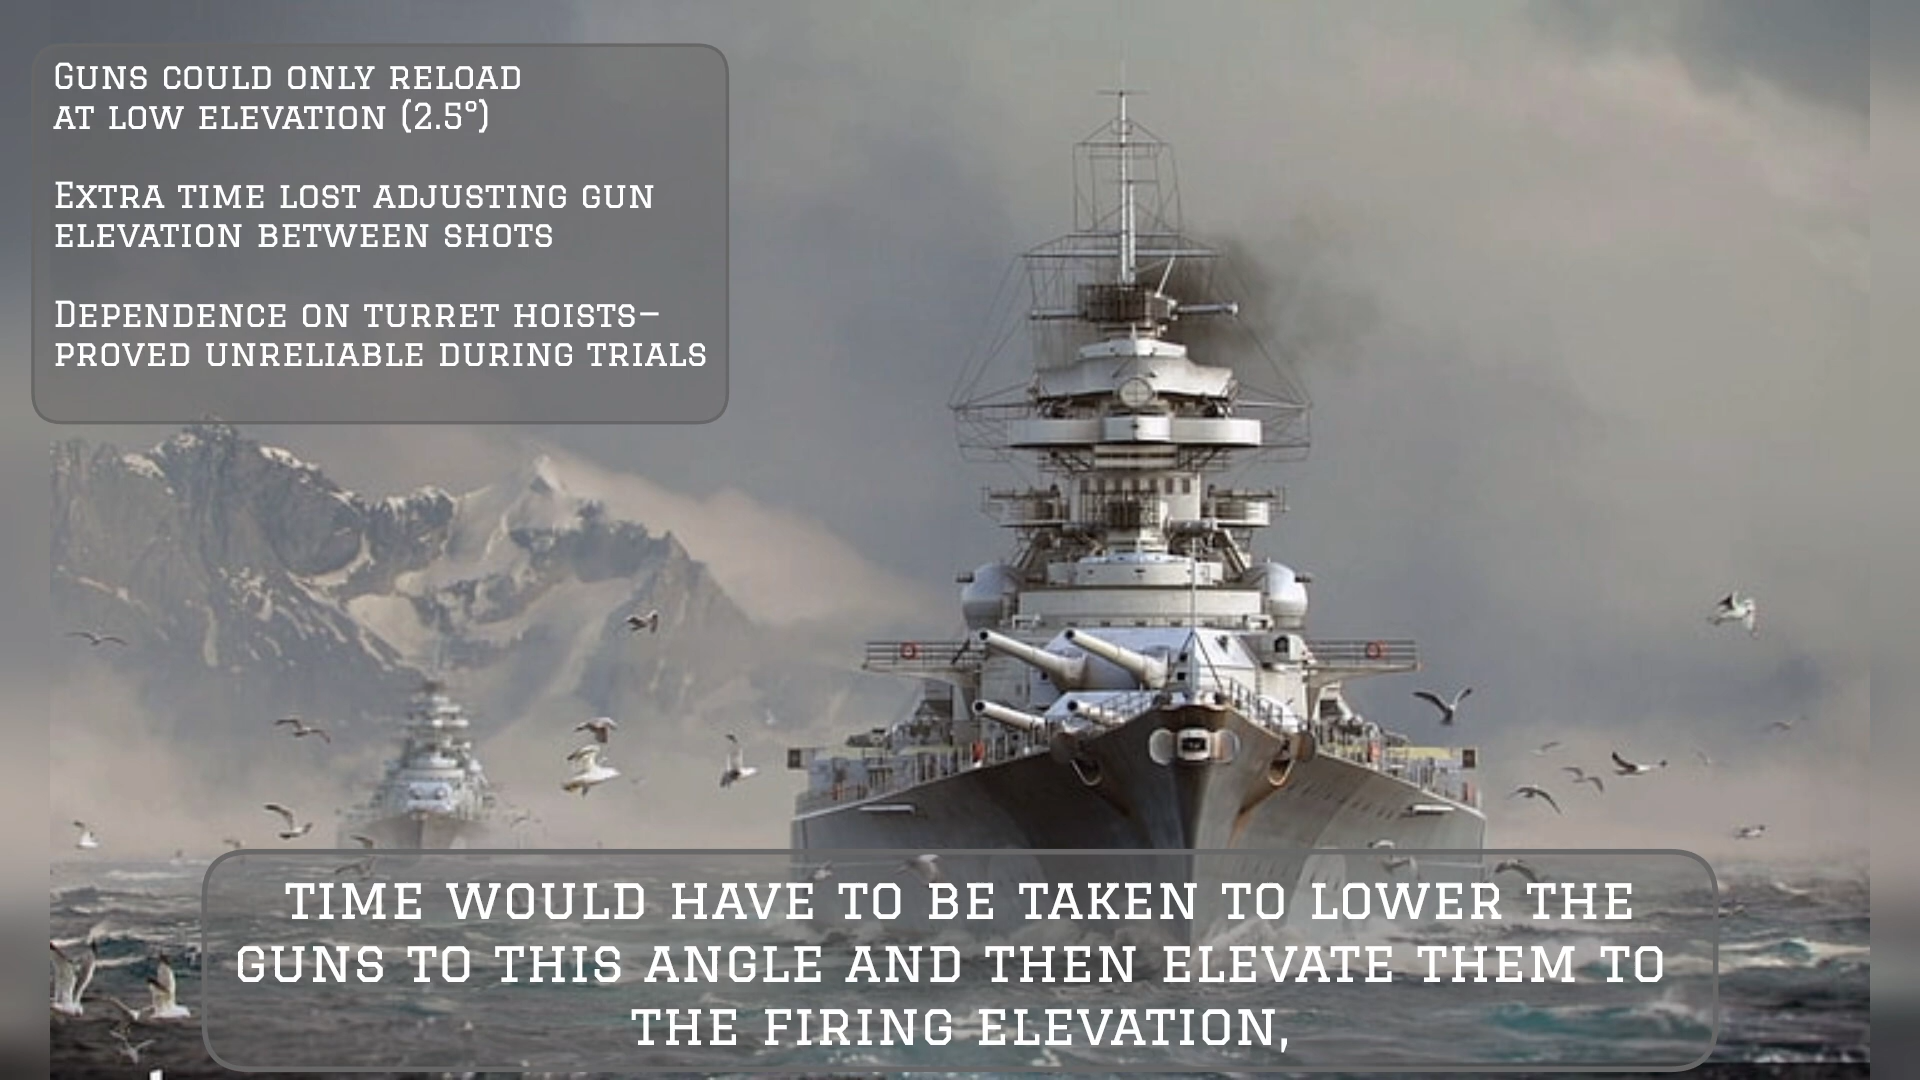 Guns could only reload
at low elevation (2.5°)
Extra time lost adjusting gun
elevation between shots
Dependence on turret hoists–
proved unreliable during trials
TIME WOULD HAVE TO BE TAKEN TO LOWER THE
GUNS TO THIS ANGLE AND THEN ELEVATE THEM TO
THE FIRING ELEVATION,